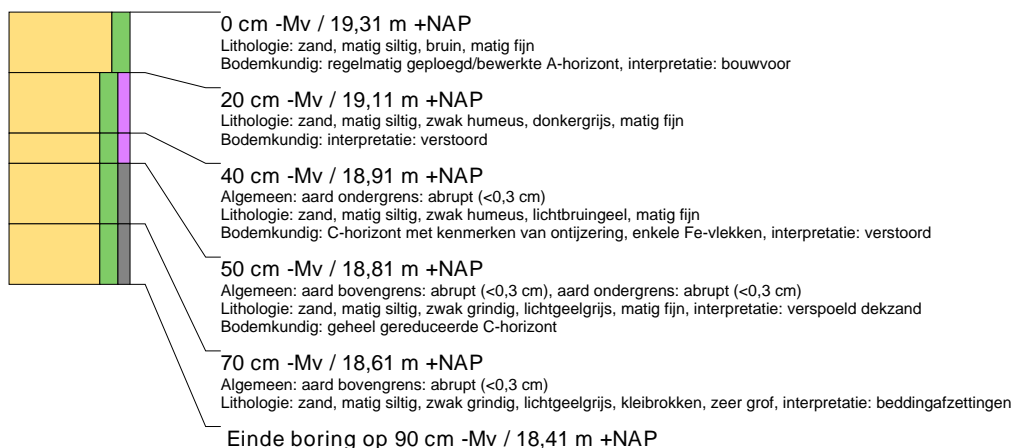 0 cm -Mv / 19,31 m +NAP
Lithologie: zand, matig siltig, bruin, matig fijn
Bodemkundig: regelmatig geploegd/bewerkte A-horizont, interpretatie: bouwvoor
20 cm -Mv / 19,11 m +NAP
Lithologie: zand, matig siltig, zwak humeus, donkergrijs, matig fijn
Bodemkundig: interpretatie: verstoord
40 cm -Mv / 18,91 m +NAP
Algemeen: aard ondergrens: abrupt (<0,3 cm)
Lithologie: zand, matig siltig, zwak humeus, lichtbruingeel, matig fijn
Bodemkundig: C-horizont met kenmerken van ontijzering, enkele Fe-vlekken, interpretatie: verstoord
50 cm -Mv / 18,81 m +NAP
Algemeen: aard bovengrens: abrupt (<0,3 cm), aard ondergrens: abrupt (<0,3 cm)
Lithologie: zand, matig siltig, zwak grindig, lichtgeelgrijs, matig fijn, interpretatie: verspoeld dekzand
Bodemkundig: geheel gereduceerde C-horizont
70 cm -Mv / 18,61 m +NAP
Algemeen: aard bovengrens: abrupt (<0,3 cm)
Lithologie: zand, matig siltig, zwak grindig, lichtgeelgrijs, kleibrokken, zeer grof, interpretatie: beddingafzettingen
Einde boring op 90 cm -Mv / 18,41 m +NAP